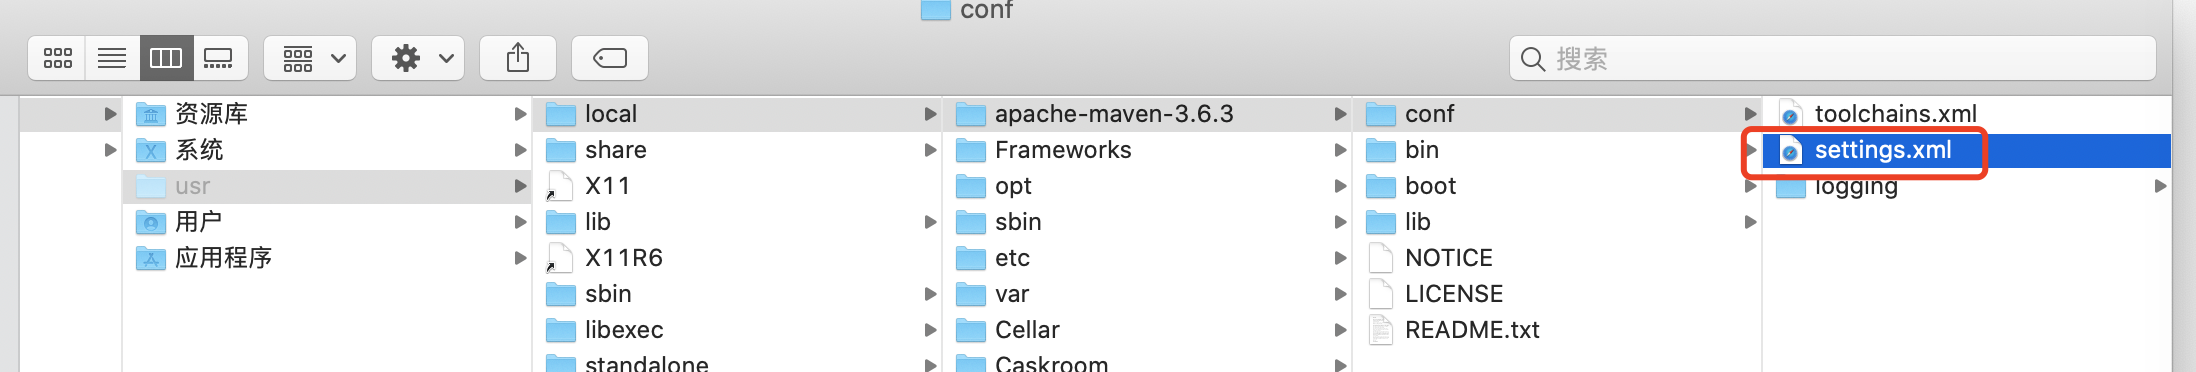 conf
搜索
资源库
系统
usr
用户
应用程序
local
share
X11
lib
X11R6
sbin
libexec
standalone
apache-maven-3.6.3
Frameworks
opt
sbin
etc
var
Cellar
Caskroom
conf
bin
boot
lib
NOTICE
LICENSE
README.txt
toolchains.xml
settings.xml
logging